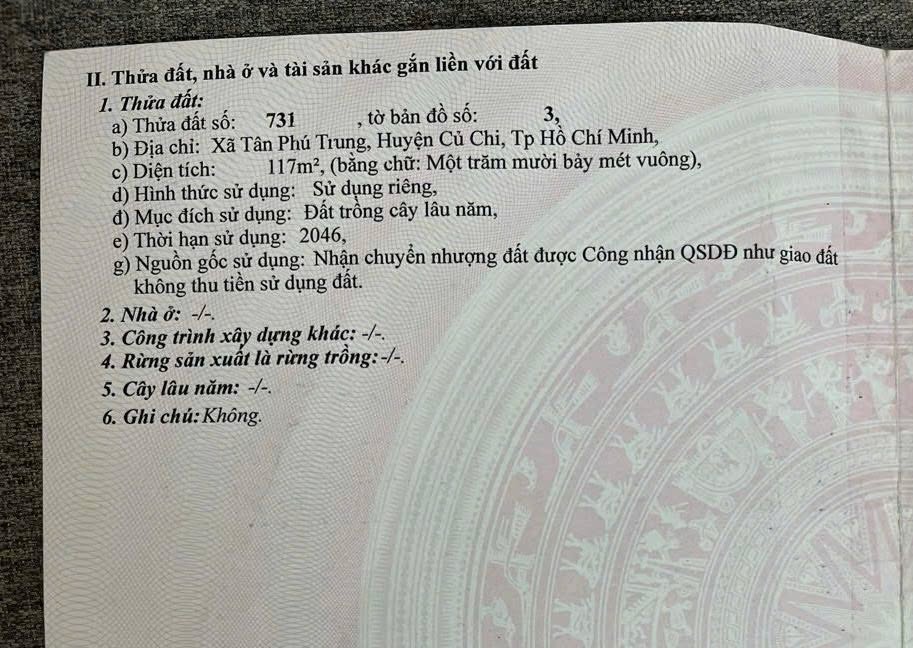 II. Thửa đất, nhà ở và tài sản khác gắn liền với đất
1. Thửa đất:
a) Thửa đất số: 731 , tờ bản đồ số: 3,
b) Địa chỉ: Xã Tân Phú Trung, Huyện Củ Chi, Tp Hồ Chí Minh,
c) Diện tích: 117m², (bằng chữ: Một trăm mười bảy mét vuông),
d) Hình thức sử dụng: Sử dụng riêng,
đ) Mục đích sử dụng: Đất trồng cây lâu năm,
e) Thời hạn sử dụng: 2046,
g) Nguồn gốc sử dụng: Nhận chuyển nhượng đất được Công nhận QSDĐ như giao đất
không thu tiền sử dụng đất.
2. Nhà ở: -/-.
3. Công trình xây dựng khác: -/-.
4. Rừng sản xuất là rừng trồng: -/-.
5. Cây lâu năm: -/-.
6. Ghi chú: Không.